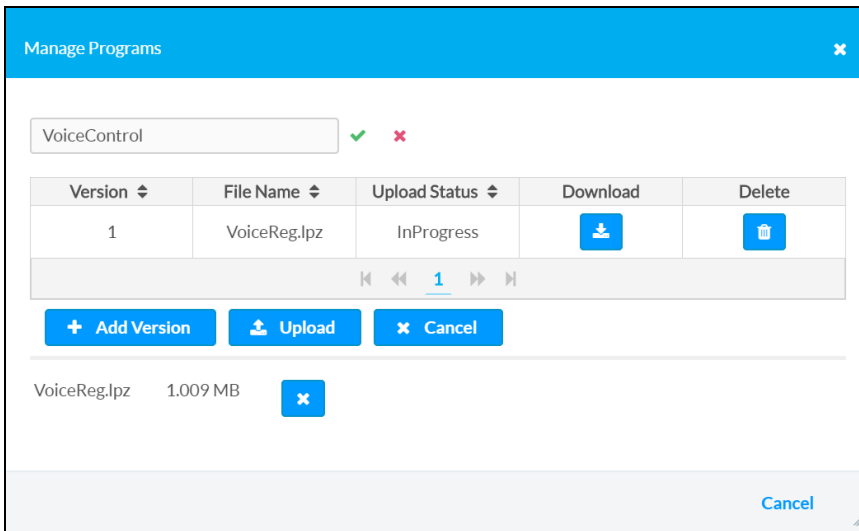 Manage Programs
VoiceControl
Version File Name Upload Status Download Delete
1 VoiceReg.lpz InProgress
1
Add Version Upload Cancel
VoiceReg.lpz 1.009 MB
Cancel